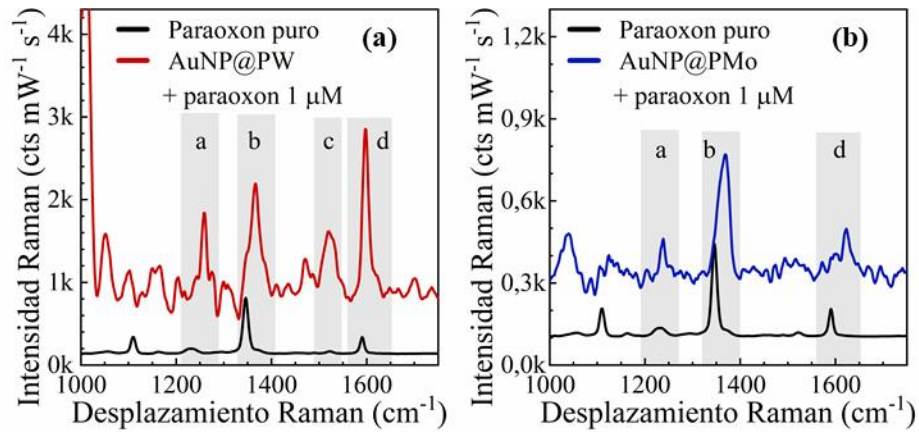 Intensidad Raman (cts mW⁻¹ s⁻¹)
4k
3k
2k
1k
0k
Paraoxon puro
(a)
AuNP@PW
+ paraoxon 1 μM
a
b
c
d
1000
1200
1400
1600
Desplazamiento Raman (cm⁻¹)
Intensidad Raman (cts mW⁻¹ s⁻¹)
1,2k
0,9k
0,6k
0,3k
0,0k
Paraoxon puro
(b)
AuNP@PMo
+ paraoxon 1 μM
a
b
d
1000
1200
1400
1600
Desplazamiento Raman (cm⁻¹)